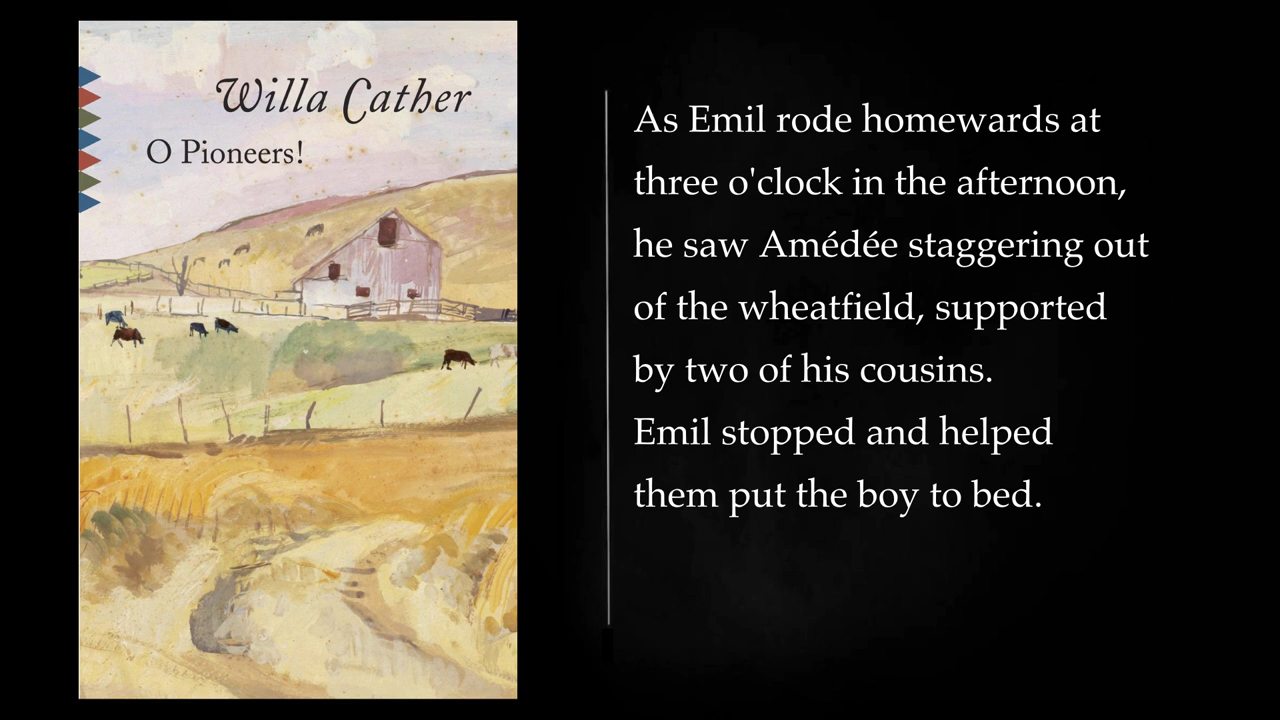 Willa Cather
O Pioneers!
As Emil rode homewards at
three o'clock in the afternoon,
he saw Amédée staggering out
of the wheatfield, supported
by two of his cousins.
Emil stopped and helped
them put the boy to bed.